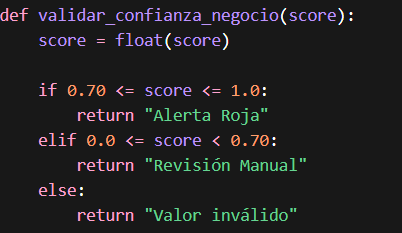 def validar_confianza_negocio(score):
    score = float(score)

    if 0.70 <= score <= 1.0:
        return "Alerta Roja"
    elif 0.0 <= score < 0.70:
        return "Revisión Manual"
    else:
        return "Valor inválido"